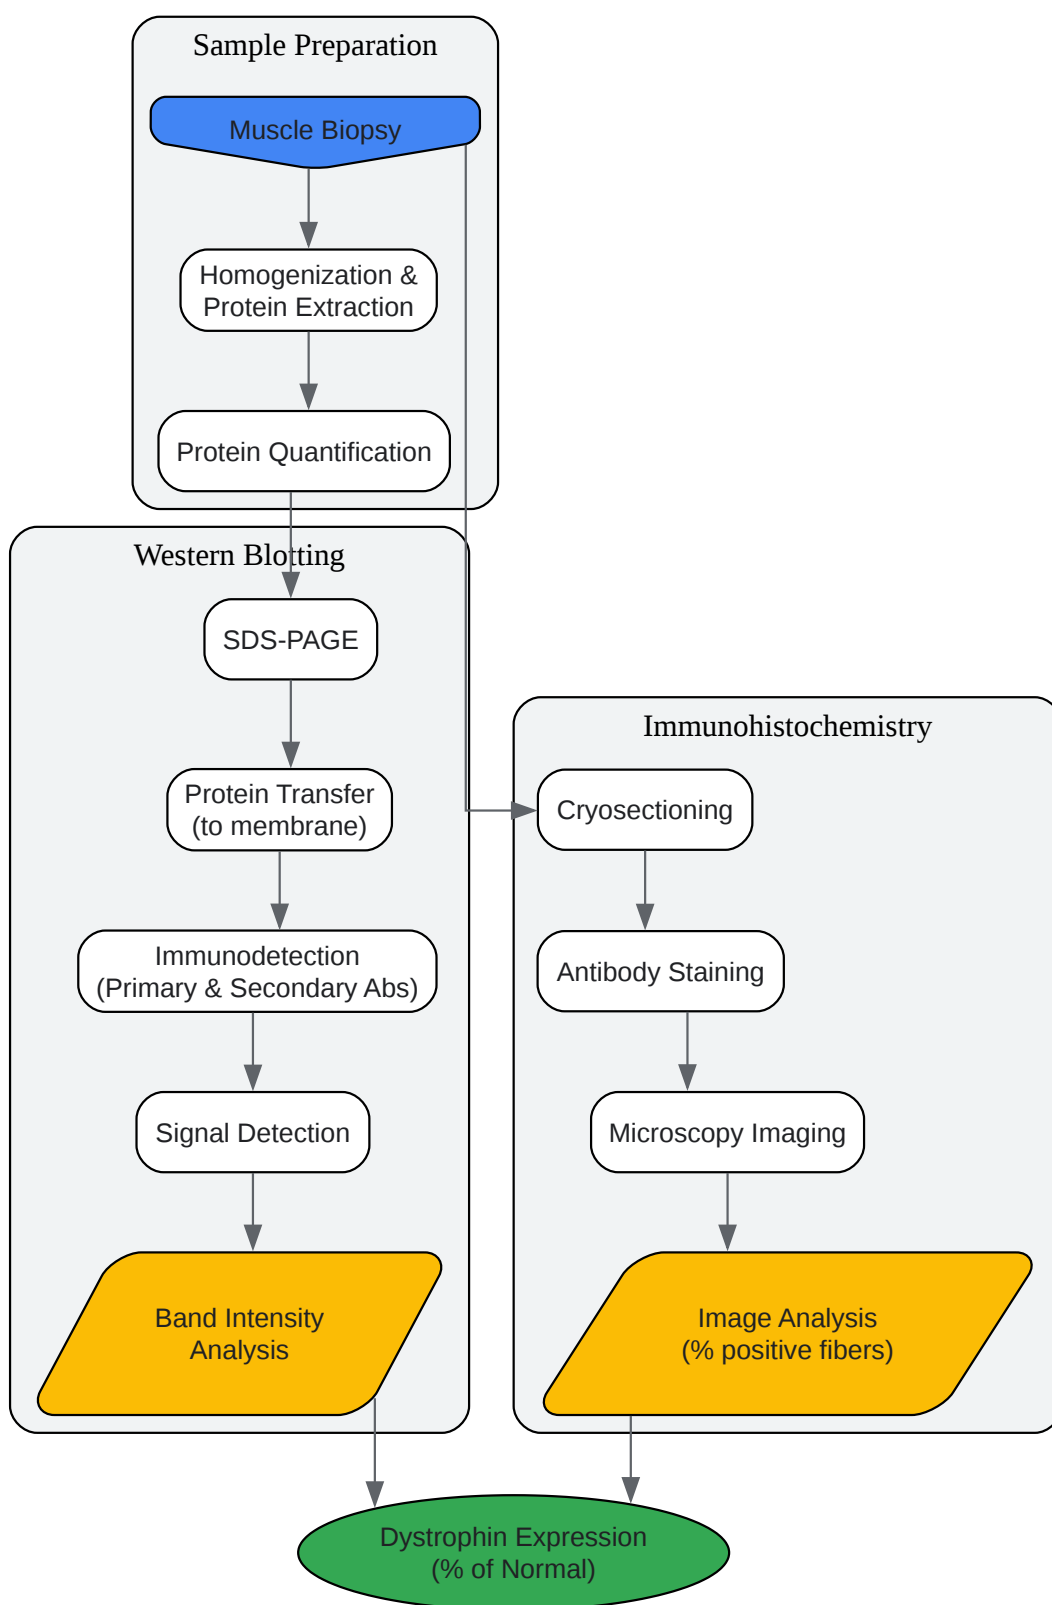 Sample Preparation
Muscle Biopsy
Homogenization &
Protein Extraction
Protein Quantification
Western Blotting
SDS-PAGE
Protein Transfer
(to membrane)
Immunodetection
(Primary & Secondary Abs)
Signal Detection
Band Intensity
Analysis
Immunohistochemistry
Cryosectioning
Antibody Staining
Microscopy Imaging
Image Analysis
(% positive fibers)
Dystrophin Expression
(% of Normal)